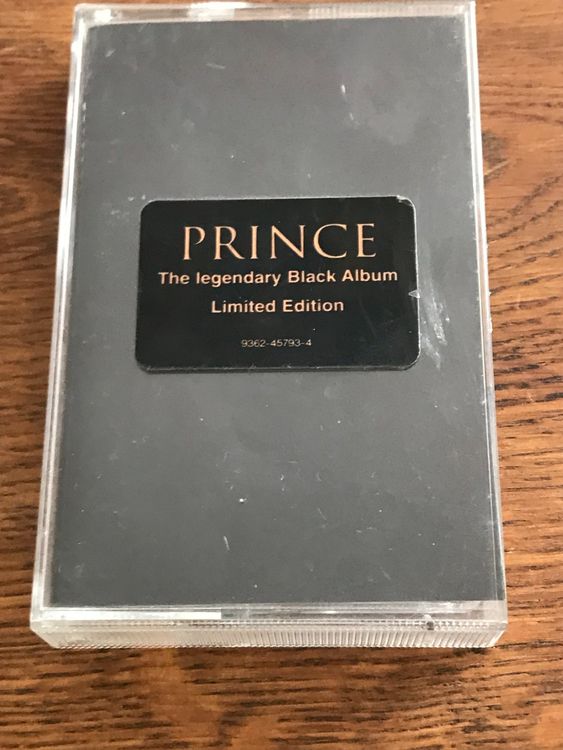 PRINCE
The legendary Black Album
Limited Edition
9362-45793-4